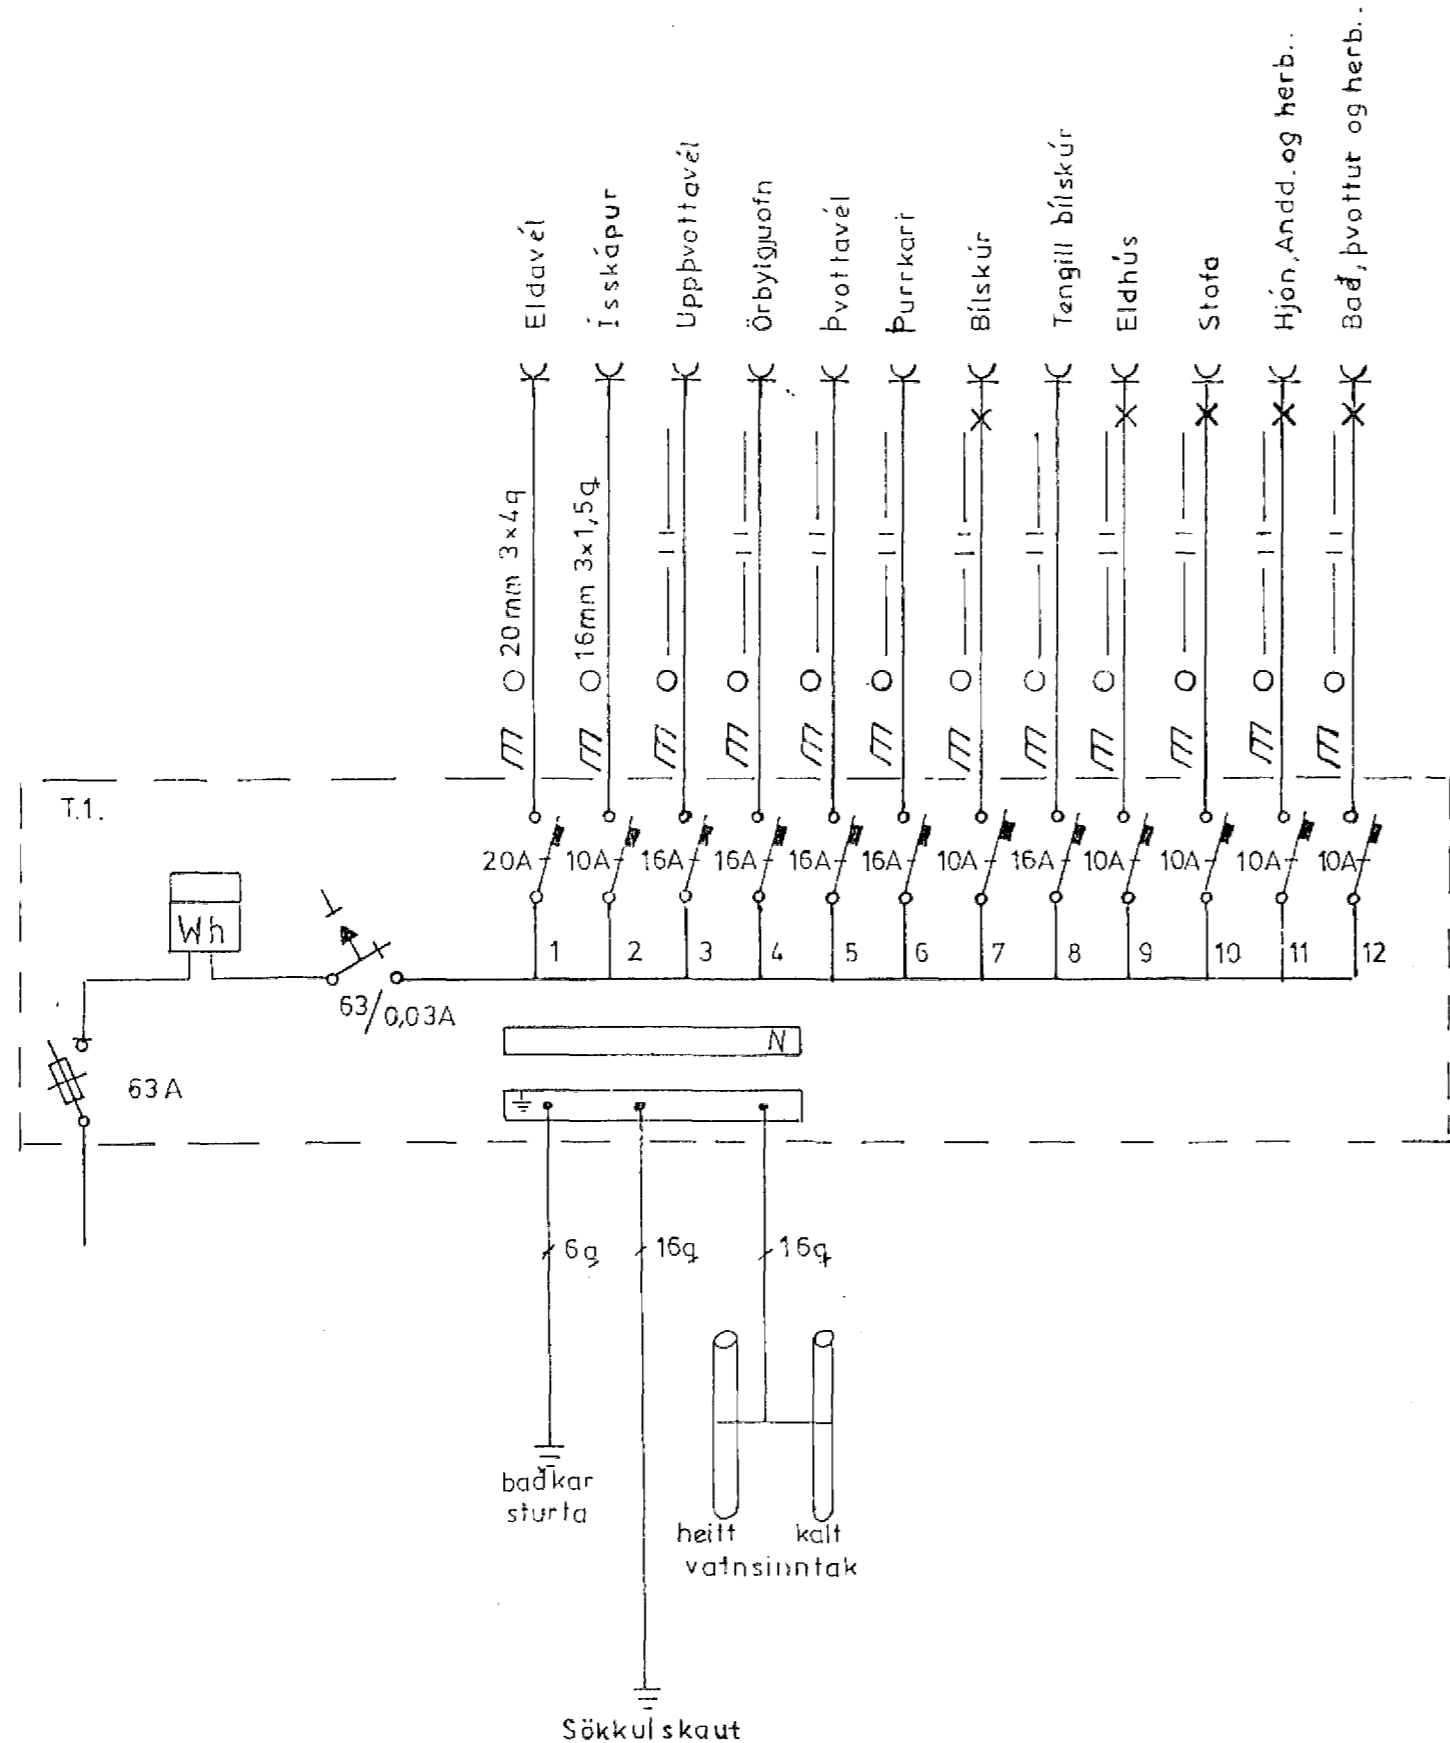 Eldavél
Ísskápur
Uppþvottavél
Örbylgjuofn
Þvottavél
Þurrkari
Bílskúr
Tengill bílskúr
Eldhús
Stofa
Hjón, Andd. og herb..
Bað, þvottur og herb..
20mm 3×4q
16mm 3×1,5q
T.1.
20A
10A
16A
16A
16A
16A
10A
16A
10A
10A
10A
10A
Wh
1
2
3
4
5
6
7
8
9
10
11
12
63/0,03A
N
63A
6q
16q
16q
baðkar
sturta
heitt
kalt
vatnsinntak
Sökkulskaut